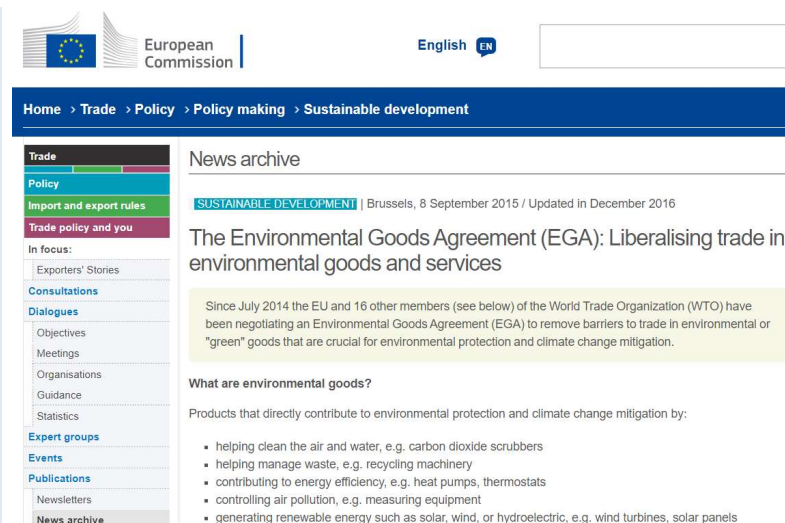 European
Commission
English EN
Home › Trade › Policy › Policy making › Sustainable development
Trade
Policy
Import and export rules
Trade policy and you
In focus:
Exporters' Stories
Consultations
Dialogues
Objectives
Meetings
Organisations
Guidance
Statistics
Expert groups
Events
Publications
Newsletters
News archive
News archive
SUSTAINABLE DEVELOPMENT | Brussels, 8 September 2015 / Updated in December 2016
The Environmental Goods Agreement (EGA): Liberalising trade in
environmental goods and services
Since July 2014 the EU and 16 other members (see below) of the World Trade Organization (WTO) have
been negotiating an Environmental Goods Agreement (EGA) to remove barriers to trade in environmental or
"green" goods that are crucial for environmental protection and climate change mitigation.
What are environmental goods?
Products that directly contribute to environmental protection and climate change mitigation by:
▪ helping clean the air and water, e.g. carbon dioxide scrubbers
▪ helping manage waste, e.g. recycling machinery
▪ contributing to energy efficiency, e.g. heat pumps, thermostats
▪ controlling air pollution, e.g. measuring equipment
▪ generating renewable energy such as solar, wind, or hydroelectric, e.g. wind turbines, solar panels